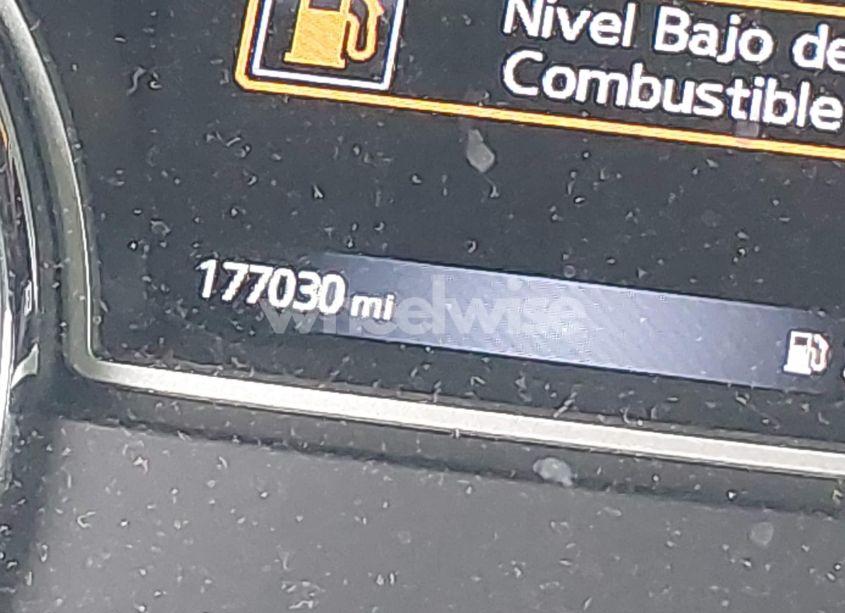 Nivel Bajo de
Combustible
177030 mi
wheelwise